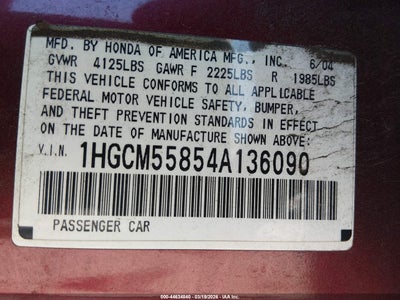 MFD. BY HONDA OF AMERICA MFG., INC. 6/04
GVWR 4125LBS GAWR F 2225LBS R 1985LBS
THIS VEHICLE CONFORMS TO ALL APPLICABLE
FEDERAL MOTOR VEHICLE SAFETY, BUMPER,
AND THEFT PREVENTION STANDARDS IN EFFECT
ON THE DATE OF MANUFACTURE SHOWN ABOVE:
V.I.N. 1HGCM55854A136090
PASSENGER CAR
000-44634040 - 03/19/2026 - IAA Inc.